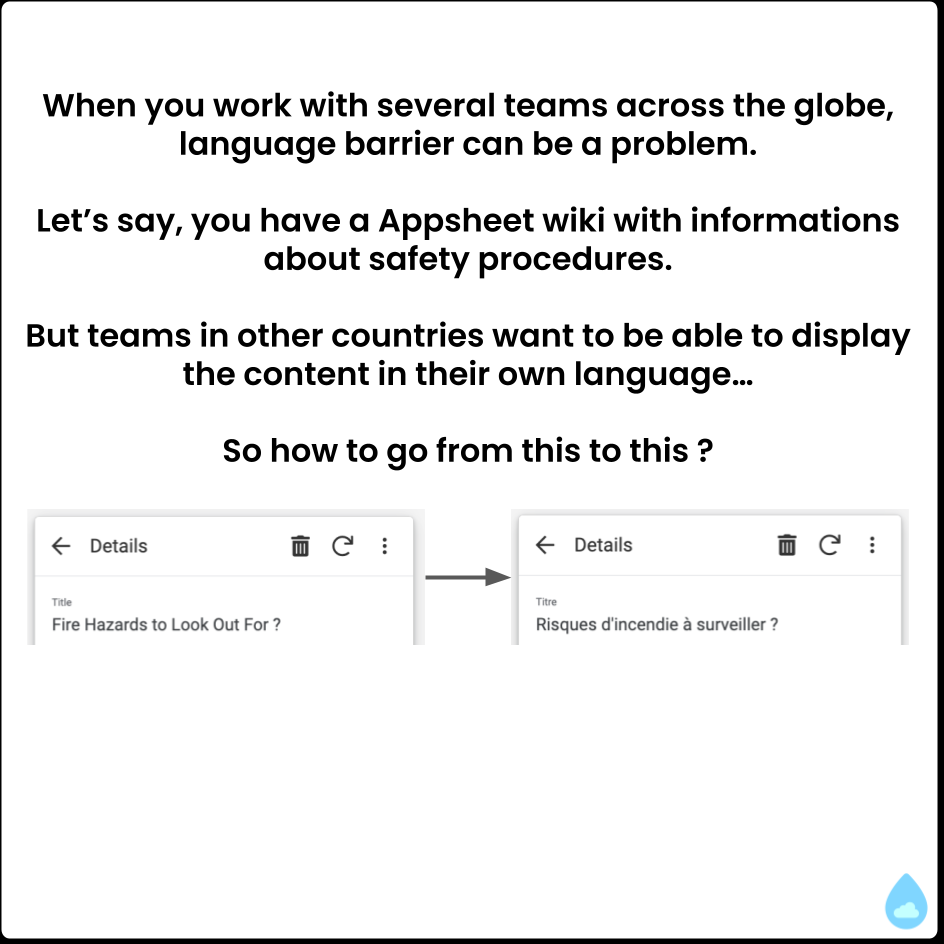 When you work with several teams across the globe,
language barrier can be a problem.
Let’s say, you have a Appsheet wiki with informations
about safety procedures.
But teams in other countries want to be able to display
the content in their own language...
So how to go from this to this ?
Details
Title
Fire Hazards to Look Out For ?
Details
Titre
Risques d'incendie à surveiller ?